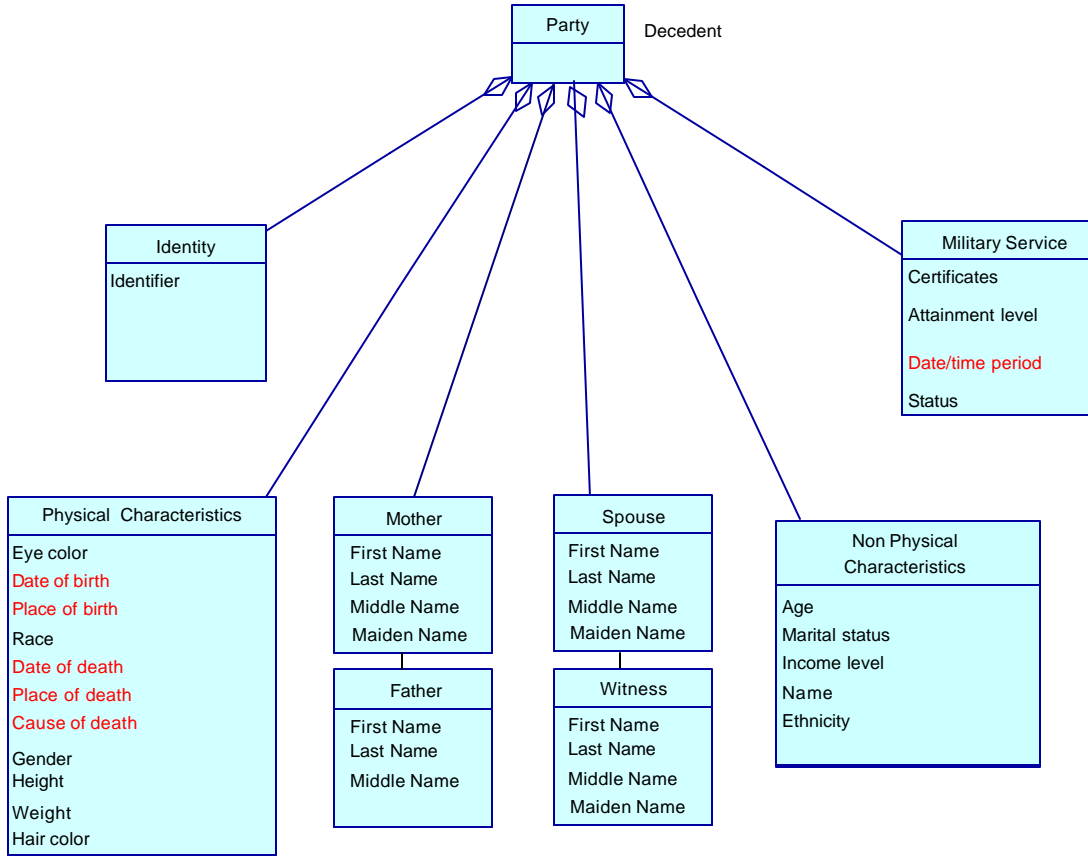 Party
Decedent
Identity
Identifier
Military Service
Certificates
Attainment level
Date/time period
Status
Physical Characteristics
Eye color
Date of birth
Place of birth
Race
Date of death
Place of death
Cause of death
Gender
Height
Weight
Hair color
Mother
First Name
Last Name
Middle Name
Maiden Name
Father
First Name
Last Name
Middle Name
Spouse
First Name
Last Name
Middle Name
Maiden Name
Witness
First Name
Last Name
Middle Name
Maiden Name
Non Physical
Characteristics
Age
Marital status
Income level
Name
Ethnicity